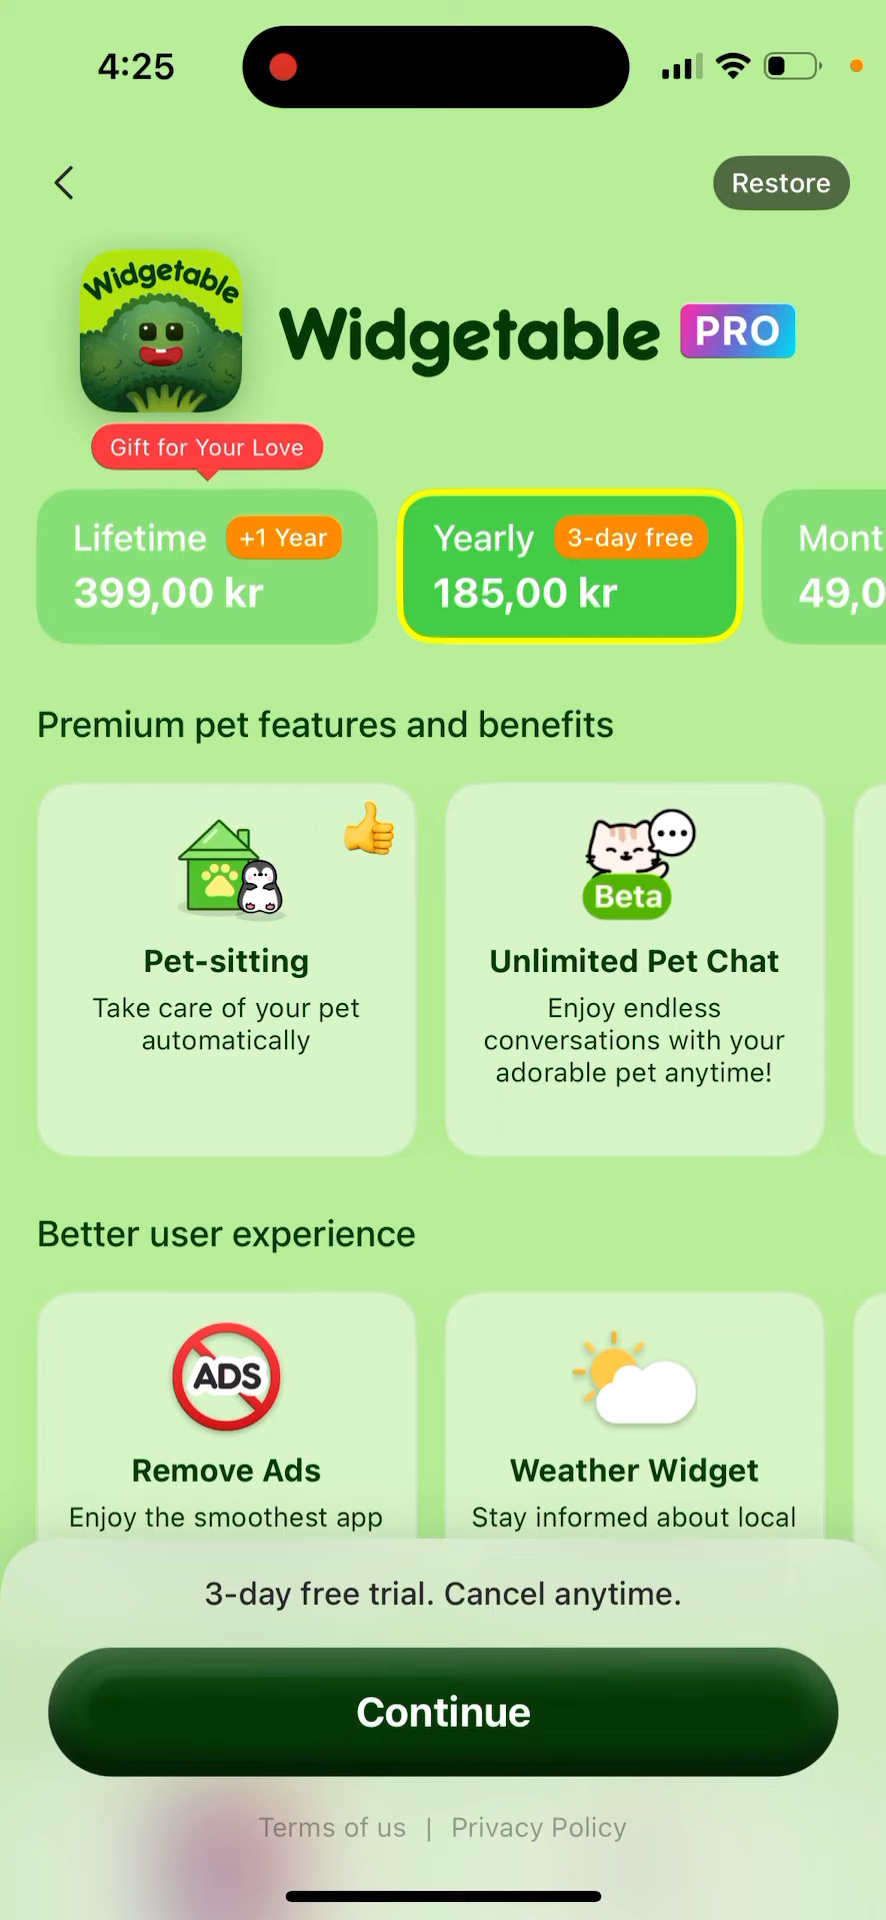 4:25
Restore
Widgetable
Widgetable PRO
Gift for Your Love
Lifetime +1 Year
399,00 kr
Yearly 3-day free
185,00 kr
Mont
49,0
Premium pet features and benefits
Pet-sitting
Take care of your pet
automatically
Beta
Unlimited Pet Chat
Enjoy endless
conversations with your
adorable pet anytime!
Better user experience
ADS
Remove Ads
Enjoy the smoothest app
Weather Widget
Stay informed about local
3-day free trial. Cancel anytime.
Continue
Terms of us | Privacy Policy